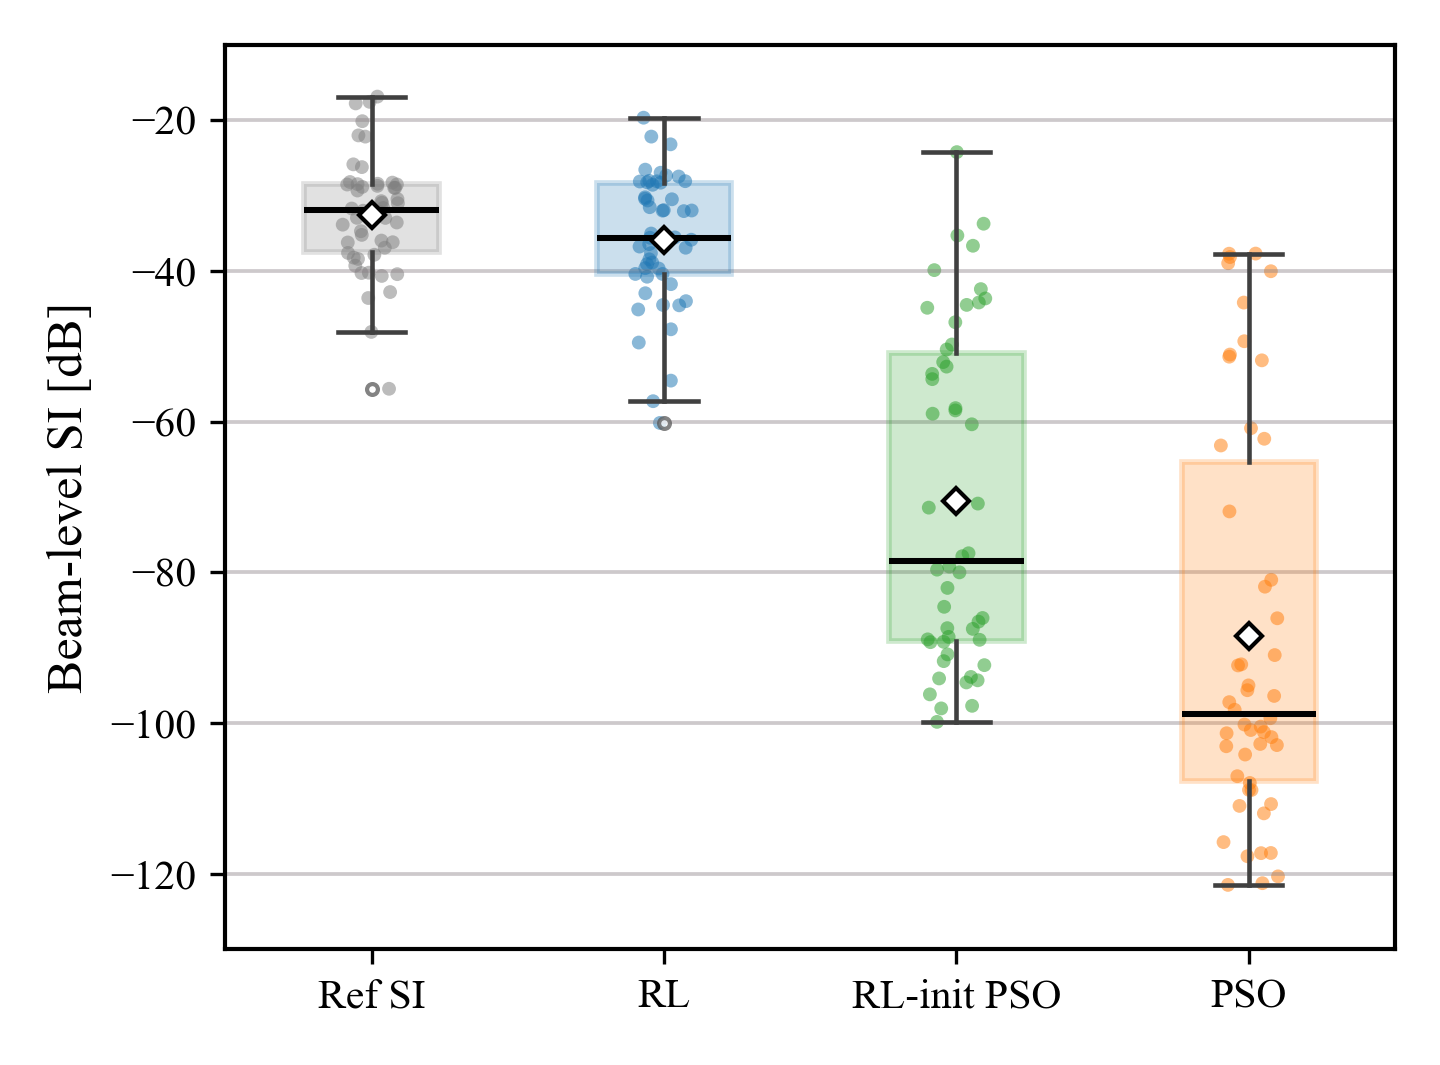 Beam-level SI [dB]
−20
−40
−60
−80
−100
−120
Ref SI
RL
RL-init PSO
PSO